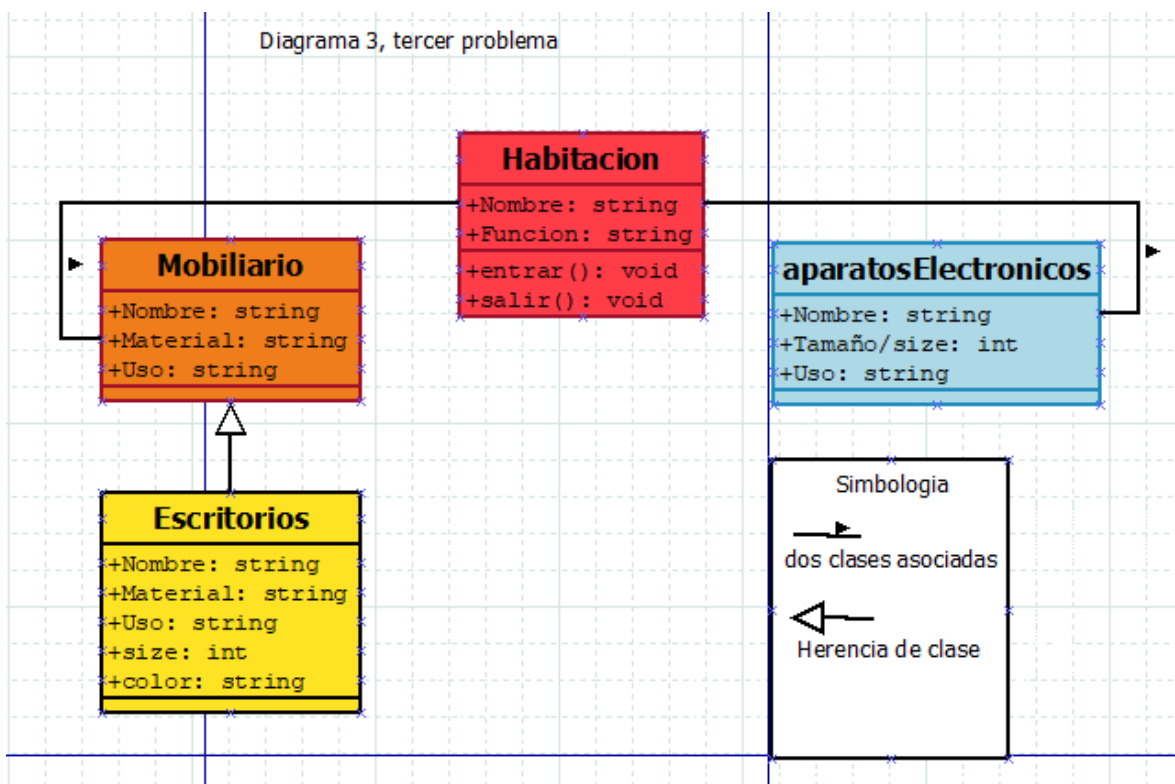 Diagrama 3, tercer problema
Habitacion
+Nombre: string
+Funcion: string
+entrar(): void
+salir(): void
Mobiliario
+Nombre: string
+Material: string
+Uso: string
aparatosElectronicos
+Nombre: string
+Tamaño/size: int
+Uso: string
Escritorios
+Nombre: string
+Material: string
+Uso: string
+size: int
+color: string
Simbologia
dos clases asociadas
Herencia de clase